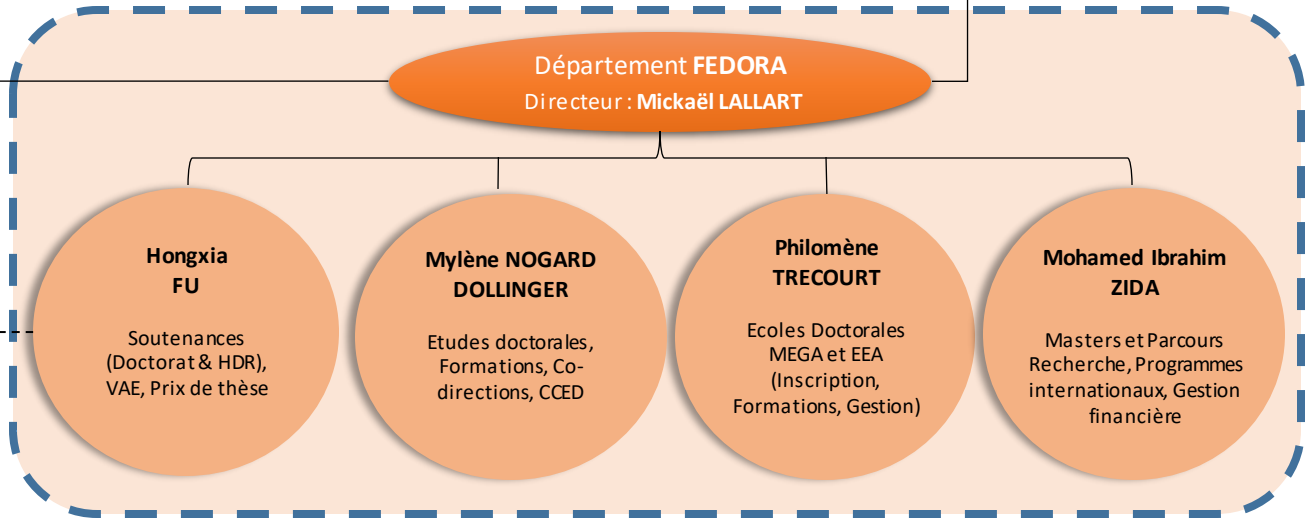 Département FEDORA
Directeur : Mickaël LALLART
Hongxia
FU
Soutenances
(Doctorat & HDR),
VAE, Prix de thèse
Mylène NOGARD
DOLLINGER
Etudes doctorales,
Formations, Co-
directions, CCED
Philomène
TRECOURT
Ecoles Doctorales
MEGA et EEA
(Inscription,
Formations, Gestion)
Mohamed Ibrahim
ZIDA
Masters et Parcours
Recherche, Programmes
internationaux, Gestion
financière